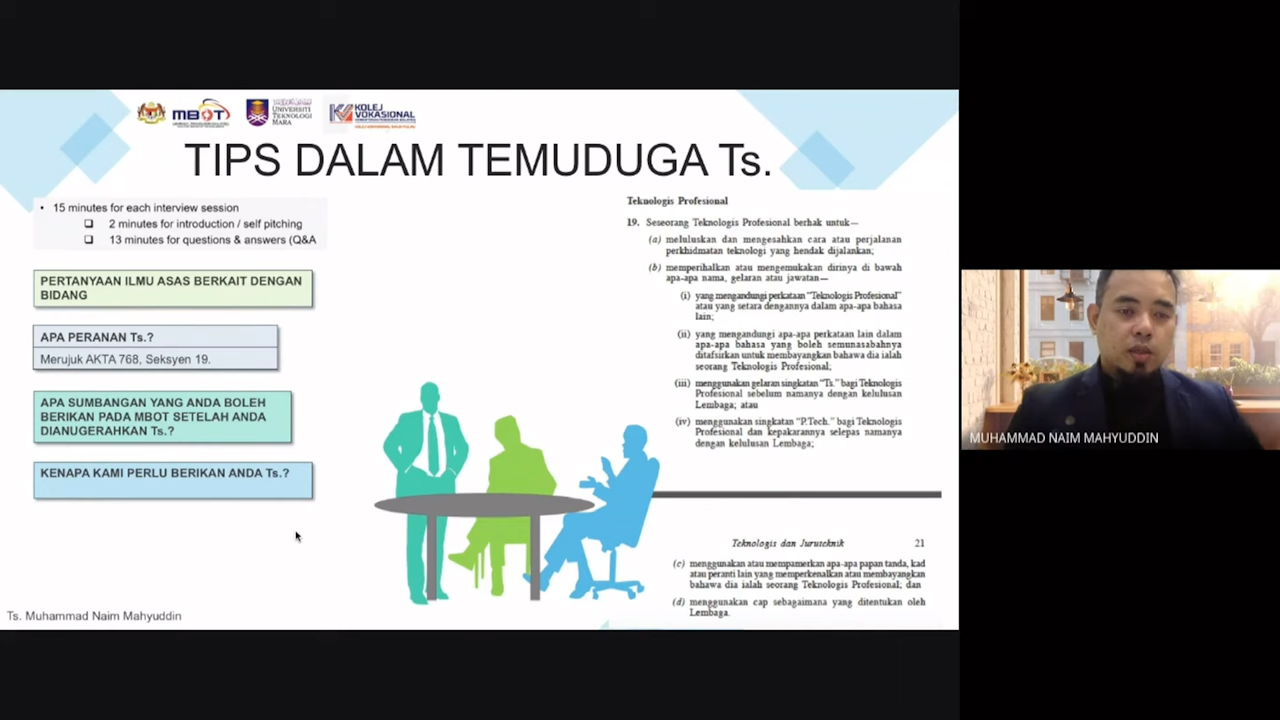 MBOT
UNIVERSITI
TEKNOLOGI
MARA
KOLEJ
VOKASIONAL
TIPS DALAM TEMUDUGA Ts.
• 15 minutes for each interview session
2 minutes for introduction / self pitching
13 minutes for questions & answers (Q&A
PERTANYAAN ILMU ASAS BERKAIT DENGAN
BIDANG
APA PERANAN Ts.?
Merujuk AKTA 768, Seksyen 19.
APA SUMBANGAN YANG ANDA BOLEH
BERIKAN PADA MBOT SETELAH ANDA
DIANUGERAHKAN Ts.?
KENAPA KAMI PERLU BERIKAN ANDA Ts.?
Teknologis Profesional
19. Seseorang Teknologis Profesional berhak untuk—
(a) meluluskan dan mengesahkan cara atau perjalanan
perkhidmatan teknologi yang hendak dijalankan;
(b) memperihalkan atau mengemukakan dirinya di bawah
apa-apa nama, gelaran atau jawatan—
(i) yang mengandungi perkataan "Teknologis Profesional"
atau yang setara dengannya dalam apa-apa bahasa
lain;
(ii) yang mengandungi apa-apa perkataan lain dalam
apa-apa bahasa yang boleh semunasabahnya
ditafsirkan untuk membayangkan bahawa dia ialah
seorang Teknologis Profesional;
(iii) menggunakan gelaran singkatan "Ts." bagi Teknologis
Profesional sebelum namanya dengan kelulusan
Lembaga; atau
(iv) menggunakan singkatan "P.Tech." bagi Teknologis
Profesional dan kepakarannya selepas namanya
dengan kelulusan Lembaga;
Teknologis dan Juruteknik 21
(c) menggunakan atau mempamerkan apa-apa papan tanda, kad
atau peranti lain yang memperkenalkan atau membayangkan
bahawa dia ialah seorang Teknologis Profesional; dan
(d) menggunakan cap sebagaimana yang ditentukan oleh
Lembaga.
Ts. Muhammad Naim Mahyuddin
MUHAMMAD NAIM MAHYUDDIN